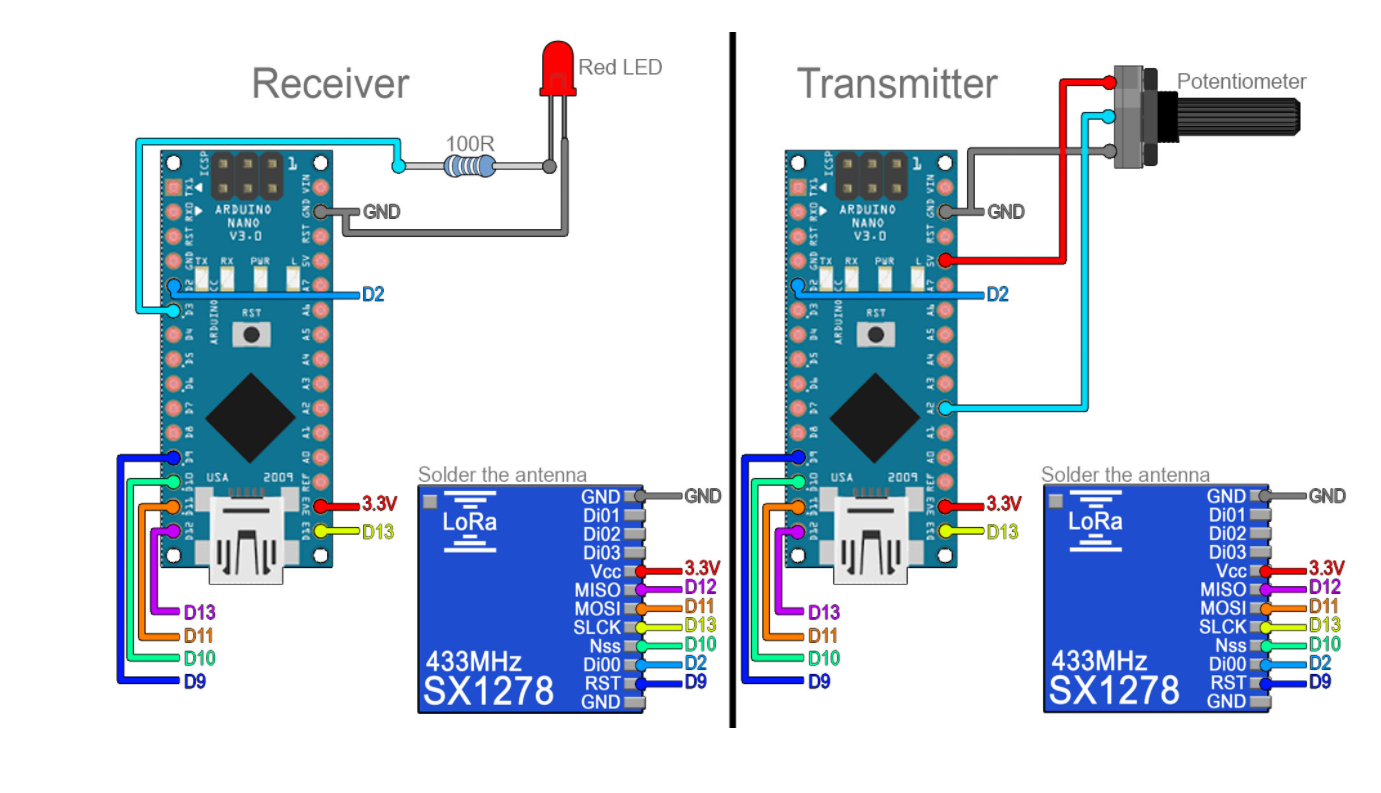 Receiver
Red LED
100R
ICSP
1
TX1
VIN
RX0
ARDUINO
GND
GND
NANO
RST
V3.0
RST
GND
TX
RX
PWR
L
5V
D2
A7
D2
D3
ARDUINO.CC
A6
RST
D4
A5
D5
A4
D6
A3
D7
A2
D8
A1
D9
A0
D10
USA
2009
REF
D11
3V3
3.3V
D12
D13
D13
D13
D11
D10
D9
Solder the antenna
LoRa
GND
GND
Di01
Di02
Di03
Vcc
3.3V
MISO
D12
MOSI
D11
SLCK
D13
Nss
D10
433MHz
Di00
D2
SX1278
RST
D9
GND
Transmitter
Potentiometer
ICSP
1
TX1
VIN
RX0
ARDUINO
GND
GND
NANO
RST
V3.0
RST
GND
TX
RX
PWR
L
5V
D2
A7
D2
D3
ARDUINO.CC
A6
RST
D4
A5
D5
A4
D6
A3
D7
A2
D8
A1
D9
A0
D10
USA
2009
REF
D11
3V3
3.3V
D12
D13
D13
D13
D11
D10
D9
Solder the antenna
LoRa
GND
GND
Di01
Di02
Di03
Vcc
3.3V
MISO
D12
MOSI
D11
SLCK
D13
Nss
D10
433MHz
Di00
D2
SX1278
RST
D9
GND